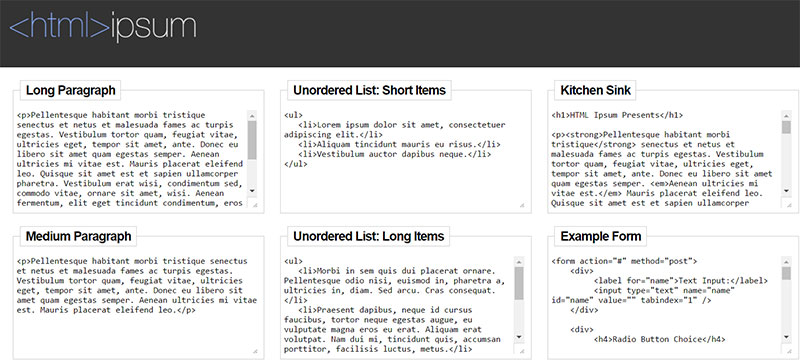 <html>ipsum
Long Paragraph
<p>Pellentesque habitant morbi tristique
senectus et netus et malesuada fames ac turpis
egestas. Vestibulum tortor quam, feugiat vitae,
ultricies eget, tempor sit amet, ante. Donec eu
libero sit amet quam egestas semper. Aenean
ultricies mi vitae est. Mauris placerat eleifend
leo. Quisque sit amet est et sapien ullamcorper
pharetra. Vestibulum erat wisi, condimentum sed,
commodo vitae, ornare sit amet, wisi. Aenean
fermentum, elit eget tincidunt condimentum, eros
Unordered List: Short Items
<ul>
<li>Lorem ipsum dolor sit amet, consectetuer
adipiscing elit.</li>
<li>Aliquam tincidunt mauris eu risus.</li>
<li>Vestibulum auctor dapibus neque.</li>
</ul>
Kitchen Sink
<h1>HTML Ipsum Presents</h1>
<p><strong>Pellentesque habitant morbi
tristique</strong> senectus et netus et
malesuada fames ac turpis egestas. Vestibulum
tortor quam, feugiat vitae, ultricies eget,
tempor sit amet, ante. Donec eu libero sit amet
quam egestas semper. <em>Aenean ultricies mi
vitae est.</em> Mauris placerat eleifend leo.
Quisque sit amet est et sapien ullamcorper
Medium Paragraph
<p>Pellentesque habitant morbi tristique senectus
et netus et malesuada fames ac turpis egestas.
Vestibulum tortor quam, feugiat vitae, ultricies
eget, tempor sit amet, ante. Donec eu libero sit
amet quam egestas semper. Aenean ultricies mi vitae
est. Mauris placerat eleifend leo.</p>
Unordered List: Long Items
<ul>
<li>Morbi in sem quis dui placerat ornare.
Pellentesque odio nisi, euismod in, pharetra a,
ultricies in, diam. Sed arcu. Cras consequat.
</li>
<li>Praesent dapibus, neque id cursus
faucibus, tortor neque egestas augue, eu
vulputate magna eros eu erat. Aliquam erat
volutpat. Nam dui mi, tincidunt quis, accumsan
porttitor, facilisis luctus, metus.</li>
Example Form
<form action="#" method="post">
<div>
<label for="name">Text Input:</label>
<input type="text" name="name"
id="name" value="" tabindex="1" />
</div>
<div>
<h4>Radio Button Choice</h4>